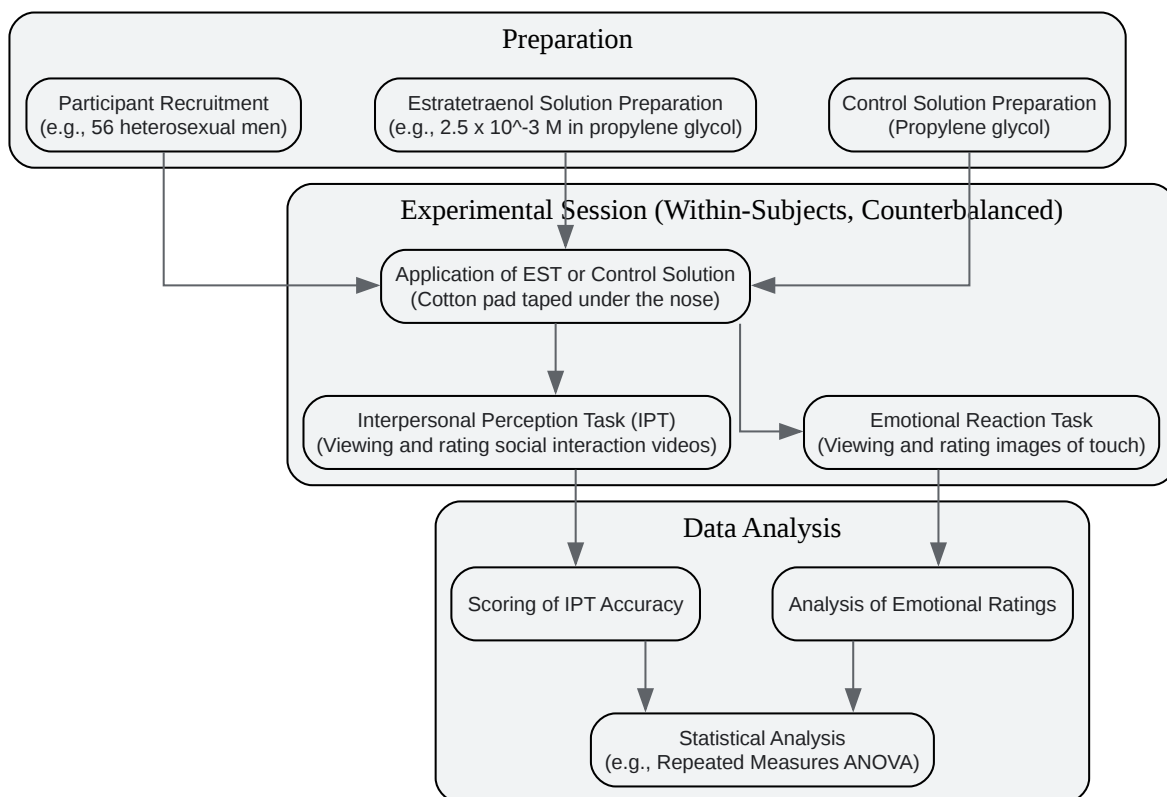 Preparation
Participant Recruitment
(e.g., 56 heterosexual men)
Estratetraenol Solution Preparation
(e.g., 2.5 x 10^-3 M in propylene glycol)
Control Solution Preparation
(Propylene glycol)
Experimental Session (Within-Subjects, Counterbalanced)
Application of EST or Control Solution
(Cotton pad taped under the nose)
Interpersonal Perception Task (IPT)
(Viewing and rating social interaction videos)
Emotional Reaction Task
(Viewing and rating images of touch)
Data Analysis
Scoring of IPT Accuracy
Analysis of Emotional Ratings
Statistical Analysis
(e.g., Repeated Measures ANOVA)